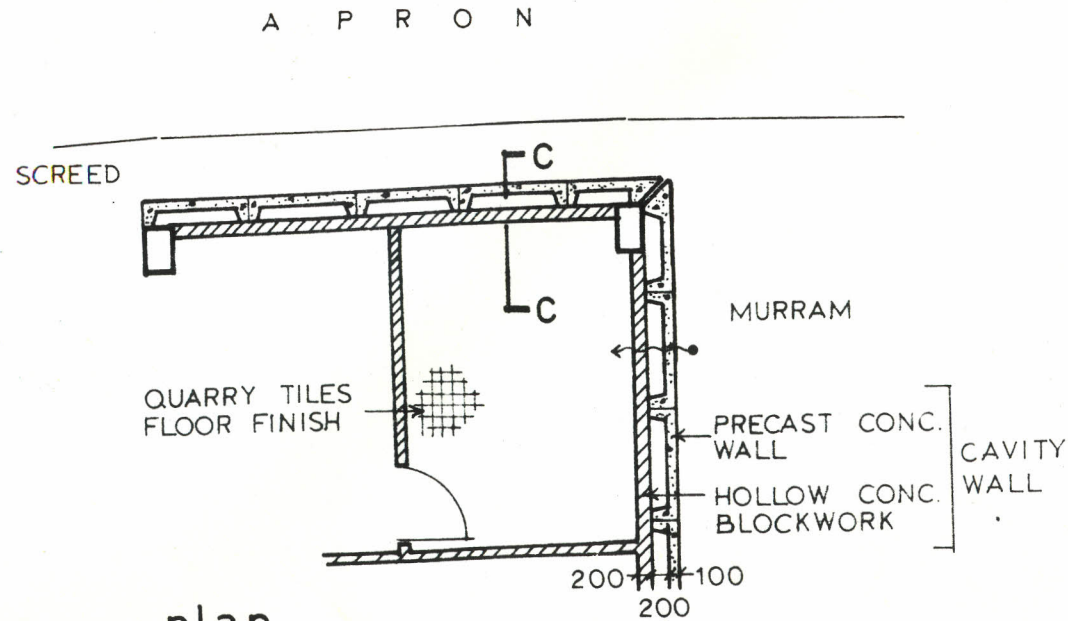 A P R O N
SCREED
C
C
MURRAM
QUARRY TILES
FLOOR FINISH
PRECAST CONC.
WALL
HOLLOW CONC.
BLOCKWORK
CAVITY
WALL
200 100
200
plan